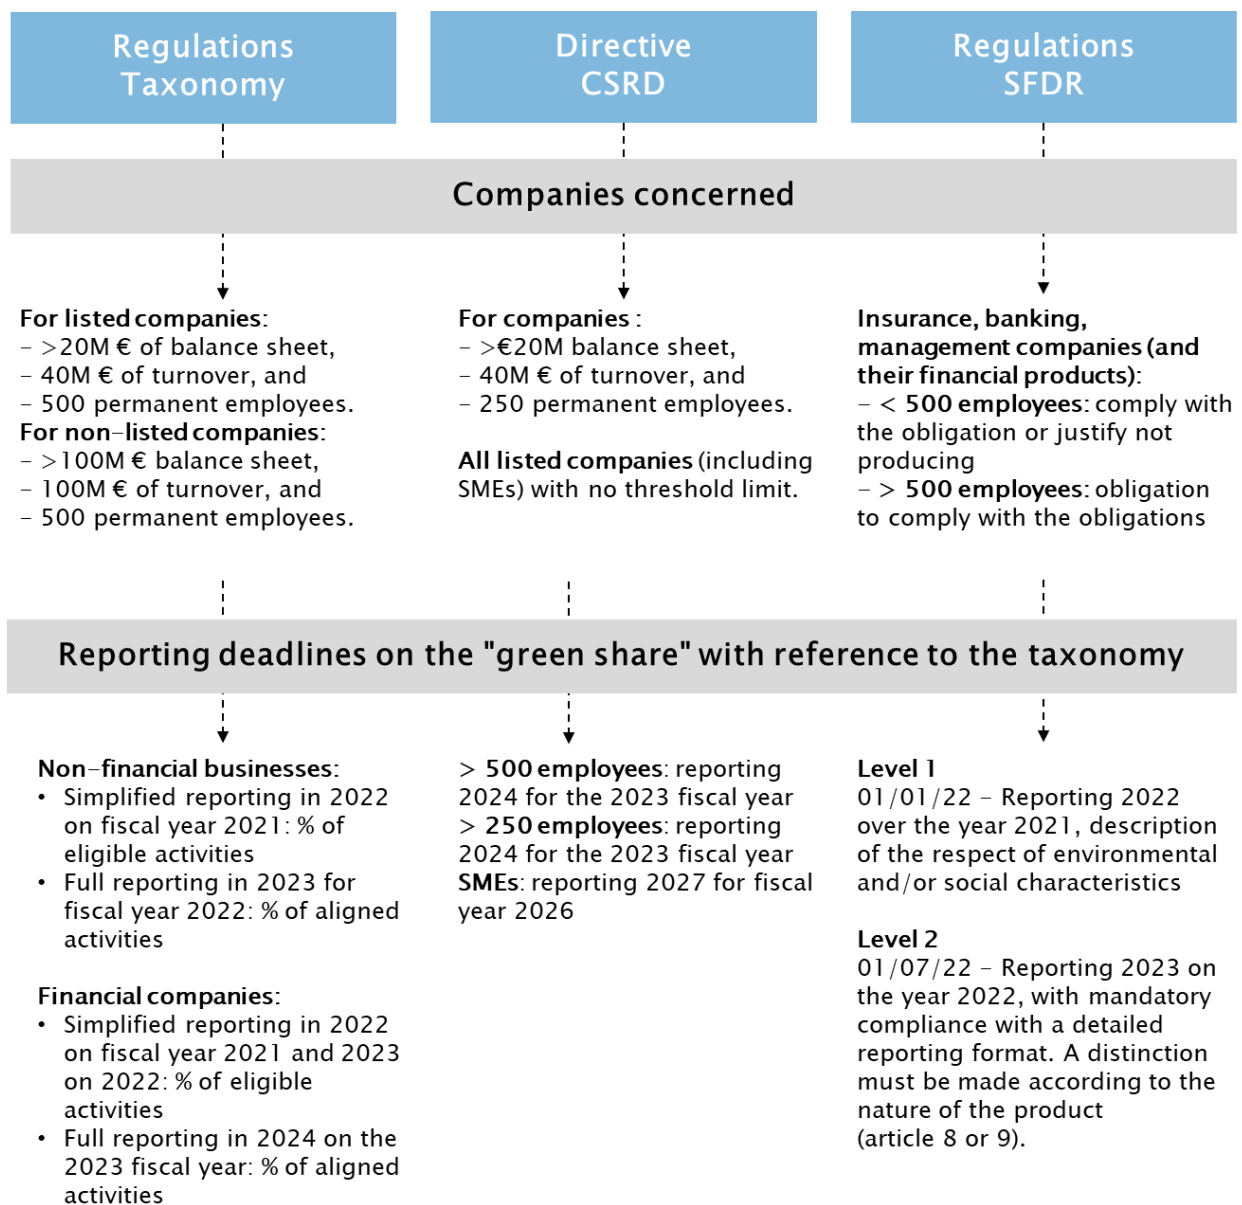 Regulations
Taxonomy
Directive
CSRD
Regulations
SFDR
Companies concerned
For listed companies:
– >20M € of balance sheet,
– 40M € of turnover, and
– 500 permanent employees.
For non-listed companies:
– >100M € balance sheet,
– 100M € of turnover, and
– 500 permanent employees.
For companies :
– >€20M balance sheet,
– 40M € of turnover, and
– 250 permanent employees.
All listed companies (including
SMEs) with no threshold limit.
Insurance, banking,
management companies (and
their financial products):
– < 500 employees: comply with
the obligation or justify not
producing
– > 500 employees: obligation
to comply with the obligations
Reporting deadlines on the "green share" with reference to the taxonomy
Non-financial businesses:
• Simplified reporting in 2022
on fiscal year 2021: % of
eligible activities
• Full reporting in 2023 for
fiscal year 2022: % of aligned
activities
Financial companies:
• Simplified reporting in 2022
on fiscal year 2021 and 2023
on 2022: % of eligible
activities
• Full reporting in 2024 on the
2023 fiscal year: % of aligned
activities
> 500 employees: reporting
2024 for the 2023 fiscal year
> 250 employees: reporting
2024 for the 2023 fiscal year
SMEs: reporting 2027 for fiscal
year 2026
Level 1
01/01/22 – Reporting 2022
over the year 2021, description
of the respect of environmental
and/or social characteristics
Level 2
01/07/22 – Reporting 2023 on
the year 2022, with mandatory
compliance with a detailed
reporting format. A distinction
must be made according to the
nature of the product
(article 8 or 9).